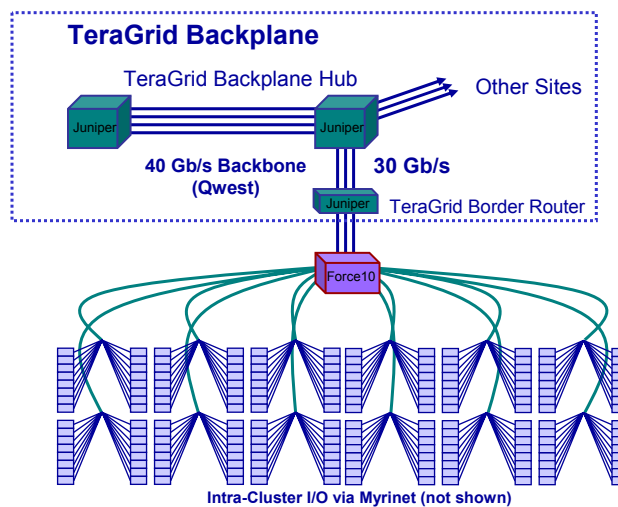 TeraGrid Backplane
TeraGrid Backplane Hub
Other Sites
Juniper
Juniper
40 Gb/s Backbone
(Qwest)
30 Gb/s
Juniper
TeraGrid Border Router
Force10
Intra-Cluster I/O via Myrinet (not shown)